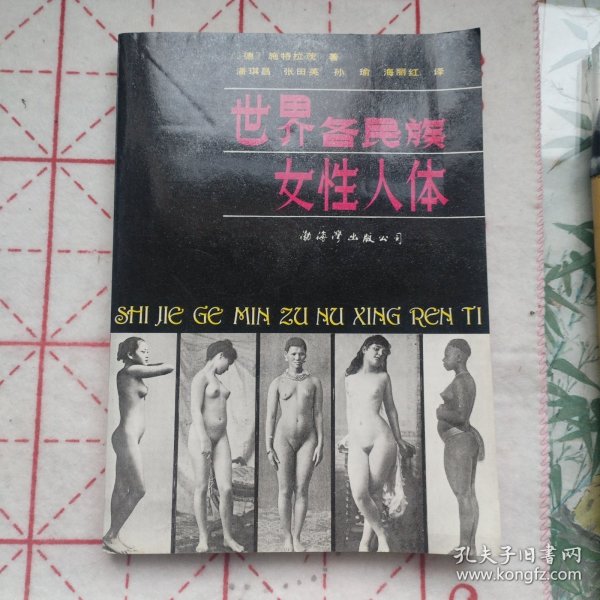 〔德〕施特拉茨 著
潘琪昌 张田英 孙瑜 海丽红 译
世界各民族
女性人体
渤海湾出版公司
SHI JIE GE MIN ZU NU XING REN TI
孔夫子旧书网
www.kongfz.com